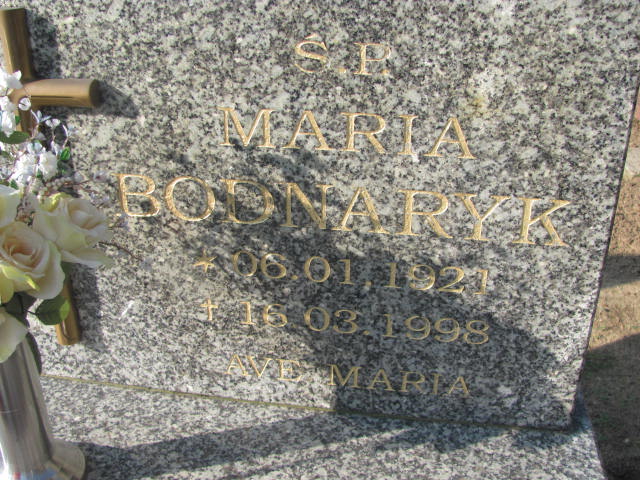 Ś.P.
MARIA
BODNARYK
* 06.01.1921
+ 16.03.1998
AVE MARIA